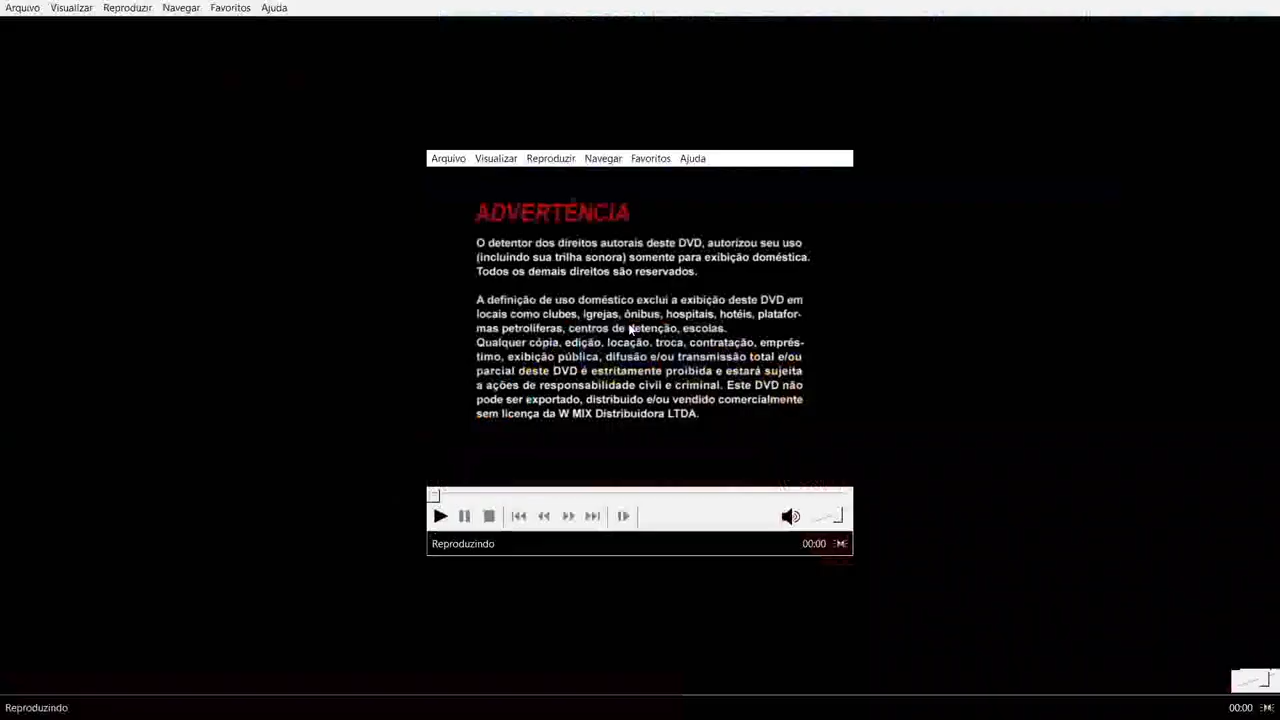 Arquivo Visualizar Reproduzir Navegar Favoritos Ajuda
Arquivo Visualizar Reproduzir Navegar Favoritos Ajuda
ADVERTÊNCIA
O detentor dos direitos autorais deste DVD, autorizou seu uso
(incluindo sua trilha sonora) somente para exibição doméstica.
Todos os demais direitos são reservados.
A definição de uso doméstico exclui a exibição deste DVD em
locais como clubes, igrejas, ônibus, hospitais, hotéis, platafor-
mas petrolíferas, centros de detenção, escolas.
Qualquer cópia, edição, locação, troca, contratação, emprés-
timo, exibição pública, difusão e/ou transmissão total e/ou
parcial deste DVD é estritamente proibida e estará sujeita
a ações de responsabilidade civil e criminal. Este DVD não
pode ser exportado, distribuido e/ou vendido comercialmente
sem licença da W MIX Distribuidora LTDA.
Reproduzindo 00:00
Reproduzindo 00:00